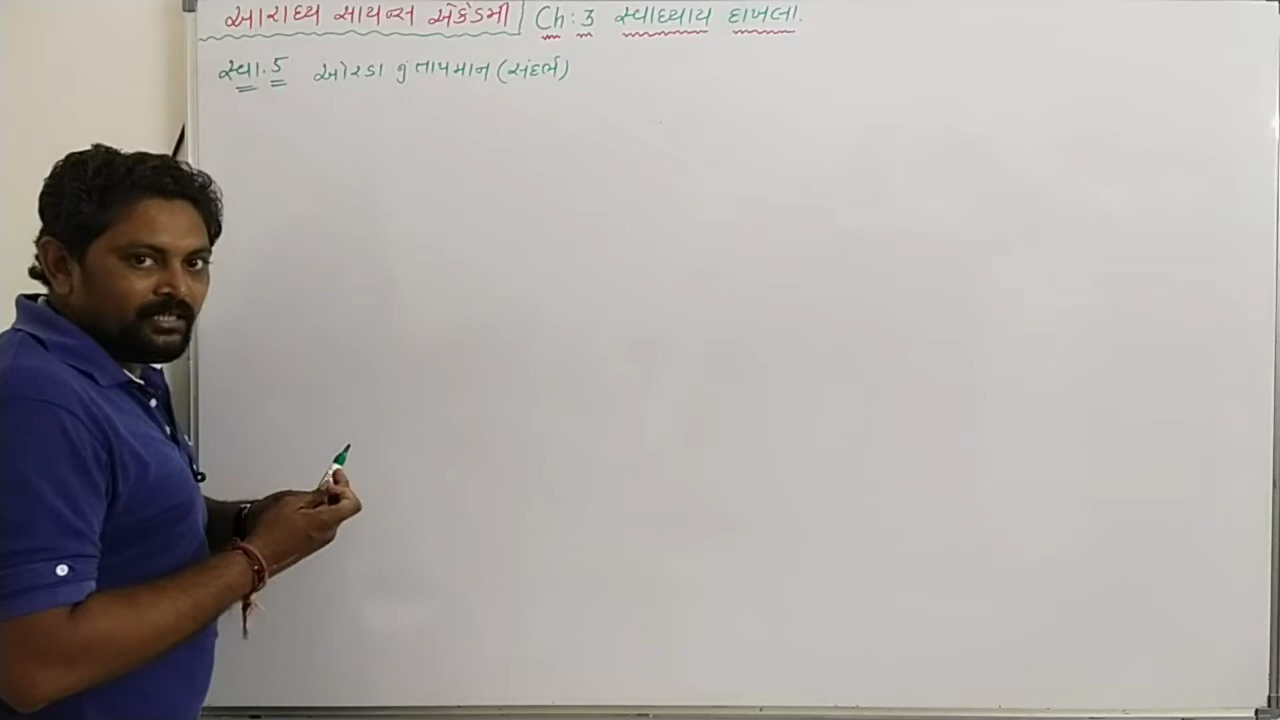 આરાધ્ય સાયન્સ એકેડમી Ch: 3 સ્વાધ્યાય દાખલા.
સ્વા. 5 ઓરડા નું તાપમાન (સંદર્ભ)